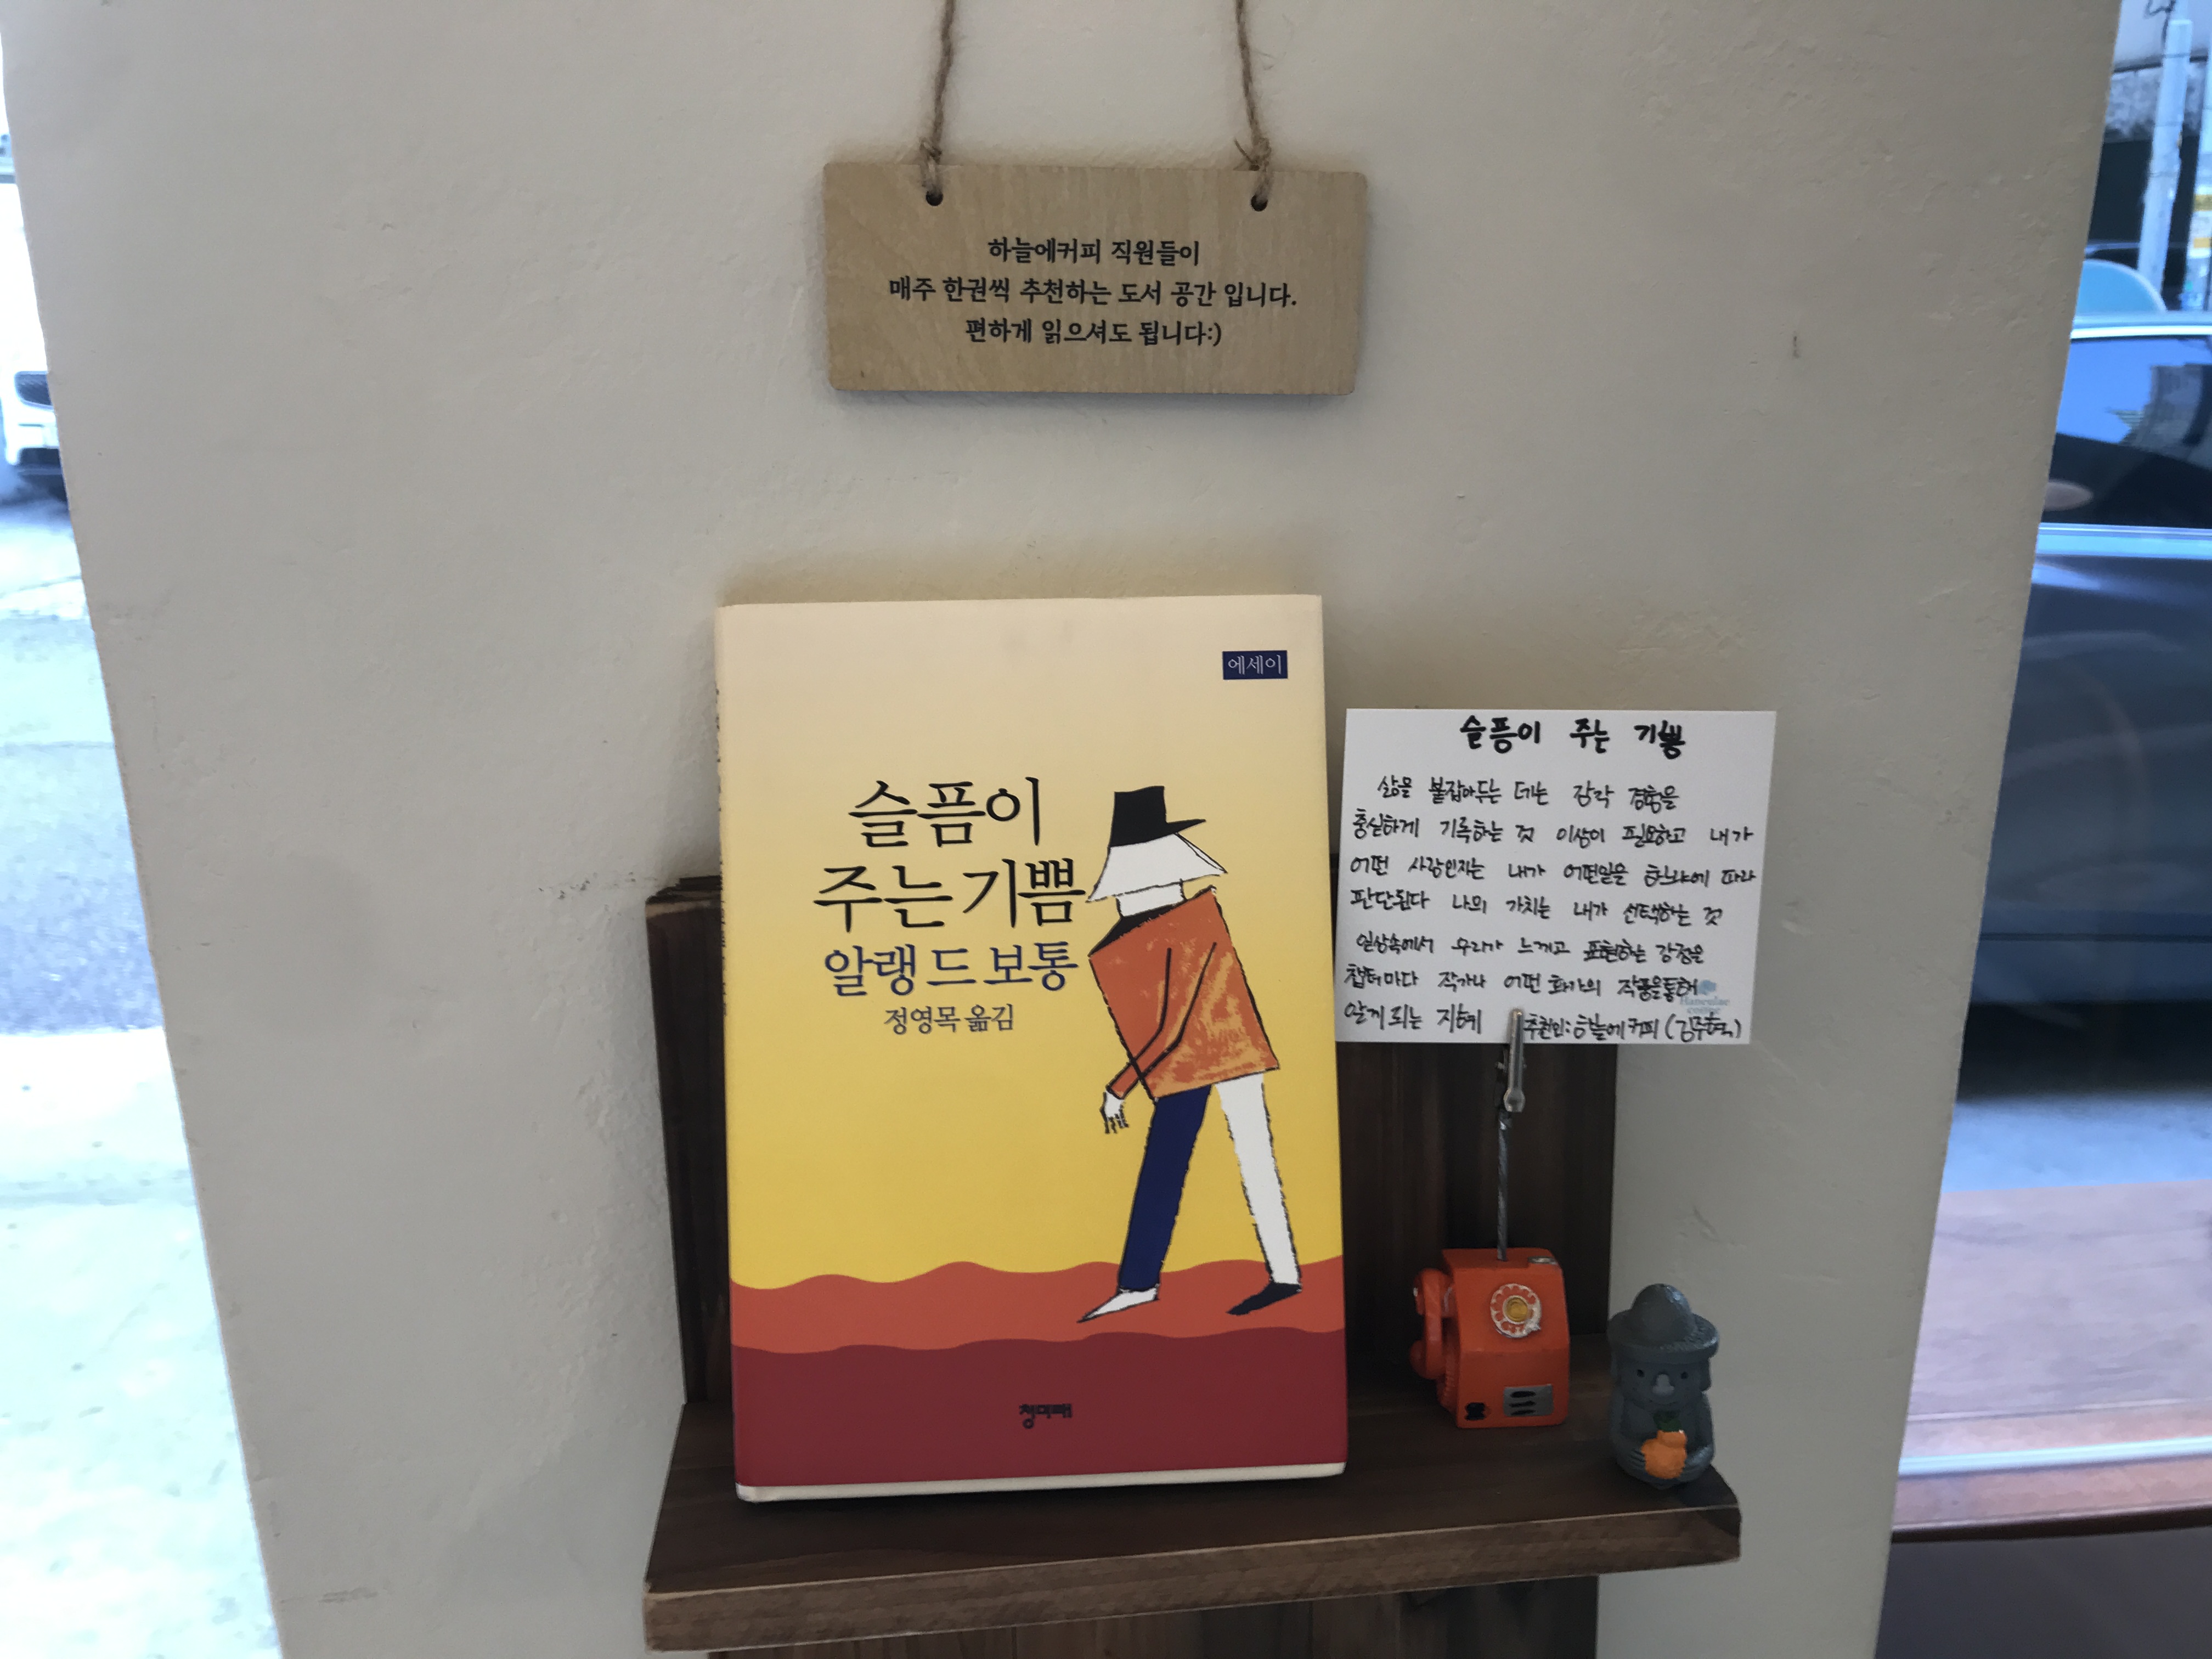 하늘에커피 직원들이
매주 한권씩 추천하는 도서 공간 입니다.
편하게 읽으셔도 됩니다:)
에세이
슬픔이
주는 기쁨
알랭 드 보통
정영목 옮김
청미래
슬픔이 주는 기쁨
삶을 붙잡아두는 데는 감각 경험을
충실하게 기록하는 것 이상이 필요하고 내가
어떤 사람인지는 내가 어떤일을 하느냐에 따라
판단된다 나의 가치는 내가 선택하는 것
일상속에서 우리가 느끼고 표현하는 감정은
챕터마다 작가나 어떤 화가의 작품을통해
알게 되는 지혜 추천인: 하늘에커피 (김주혁)
Haneulae
coffee